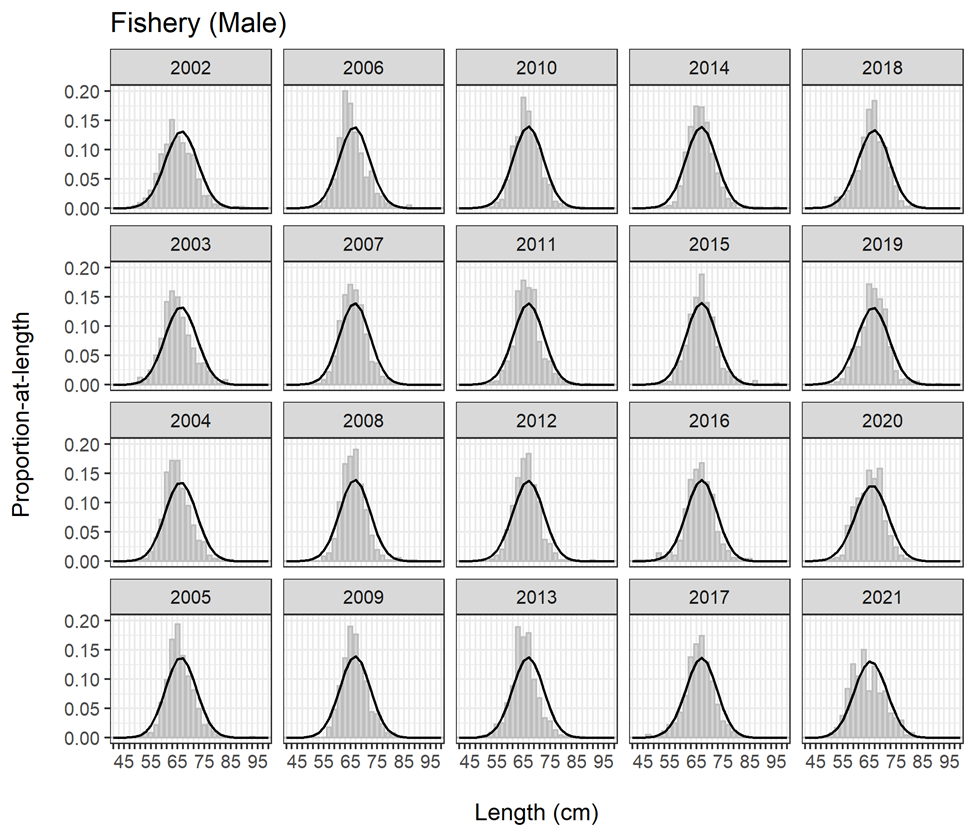 Fishery (Male)
2002 2006 2010 2014 2018
0.20
0.15
0.10
0.05
0.00
2003 2007 2011 2015 2019
0.20
0.15
0.10
0.05
0.00
2004 2008 2012 2016 2020
0.20
0.15
0.10
0.05
0.00
2005 2009 2013 2017 2021
0.20
0.15
0.10
0.05
0.00
45 55 65 75 85 95 45 55 65 75 85 95 45 55 65 75 85 95 45 55 65 75 85 95 45 55 65 75 85 95
Proportion-at-length
Length (cm)